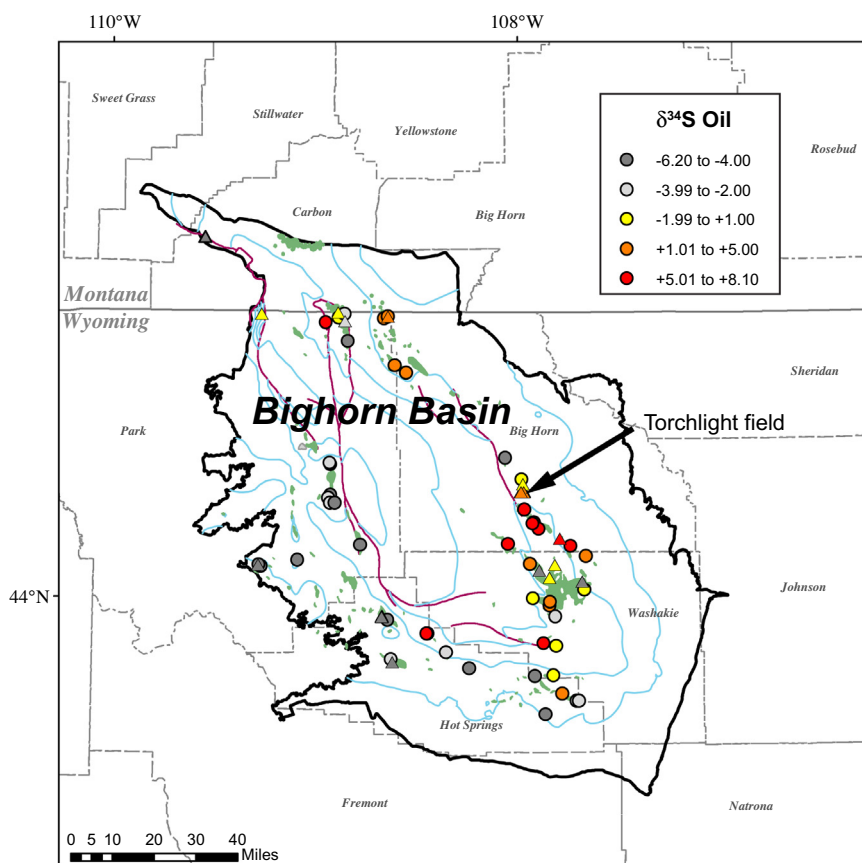 110°W
108°W
Sweet Grass
Stillwater
Yellowstone
Rosebud
Carbon
Big Horn
δ³⁴S Oil
-6.20 to -4.00
-3.99 to -2.00
-1.99 to +1.00
+1.01 to +5.00
+5.01 to +8.10
Montana
Wyoming
Sheridan
Bighorn Basin
Park
Big Horn
Torchlight field
44°N
Johnson
Washakie
Hot Springs
Fremont
Natrona
0 5 10 20 30 40
Miles